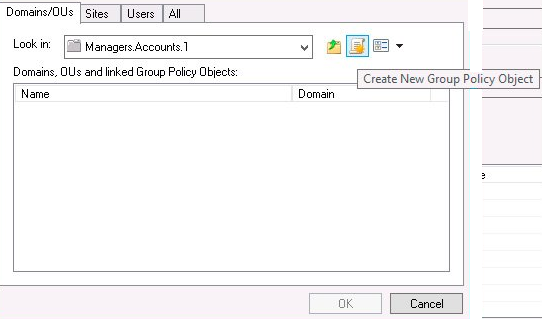 Domains/OUs Sites Users All
Look in: Managers.Accounts.1
Domains, OUs and linked Group Policy Objects:
Create New Group Policy Object
Name Domain
e
OK Cancel